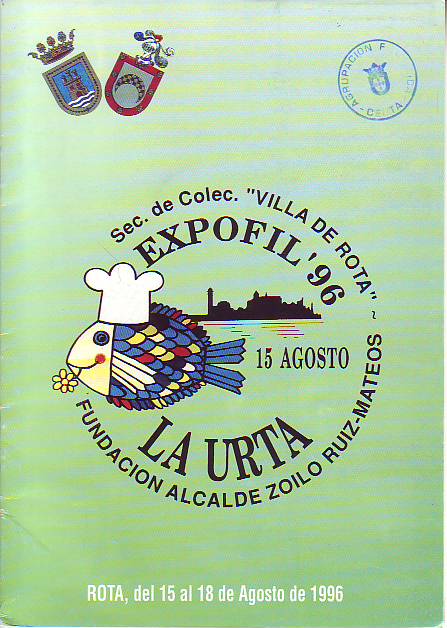 AGRUPACION F
CEUTA
Sec. de Colec. "VILLA DE ROTA"
EXPOFIL '96
15 AGOSTO
LA URTA
FUNDACION ALCALDE ZOILO RUIZ-MATEOS
ROTA, del 15 al 18 de Agosto de 1996